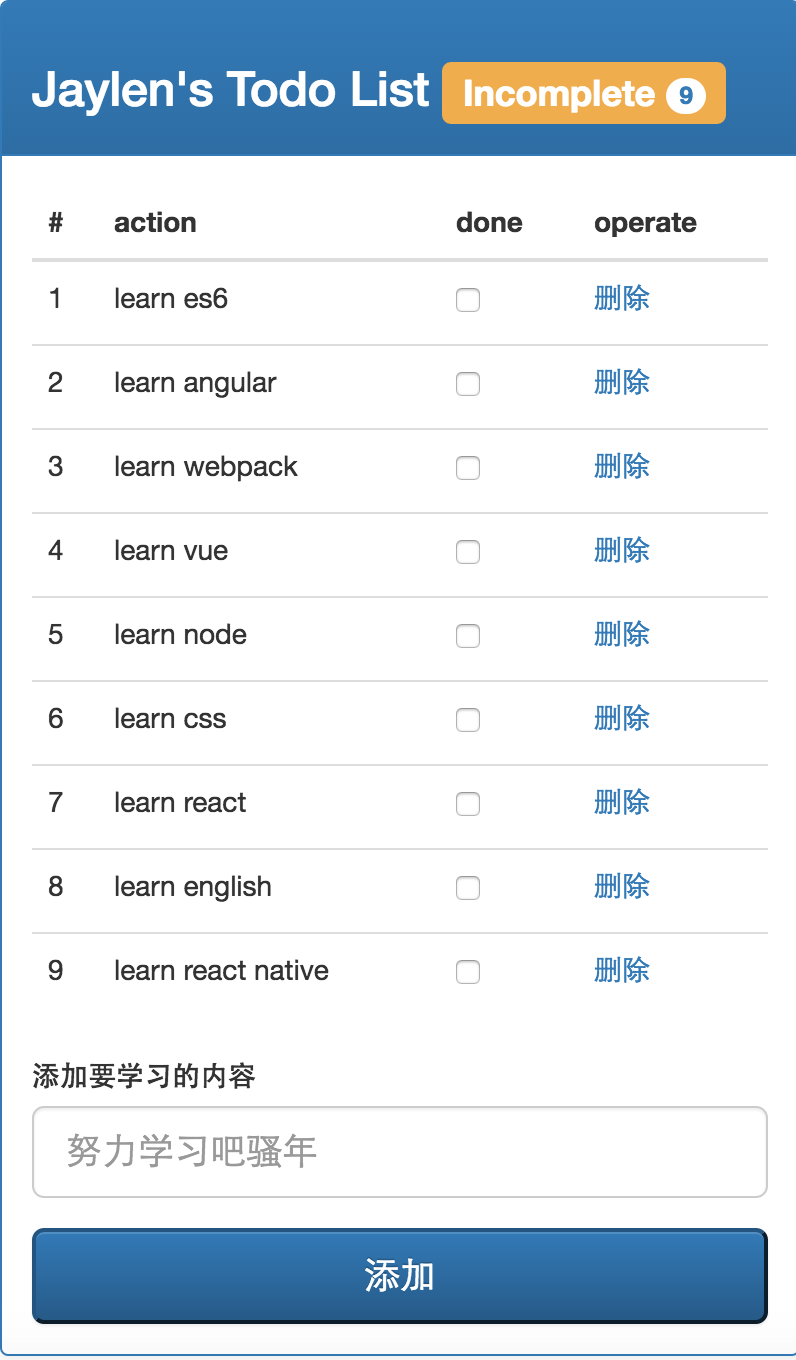 Jaylen's Todo List Incomplete 9
# action done operate
1 learn es6 删除
2 learn angular 删除
3 learn webpack 删除
4 learn vue 删除
5 learn node 删除
6 learn css 删除
7 learn react 删除
8 learn english 删除
9 learn react native 删除
添加要学习的内容
努力学习吧骚年
添加